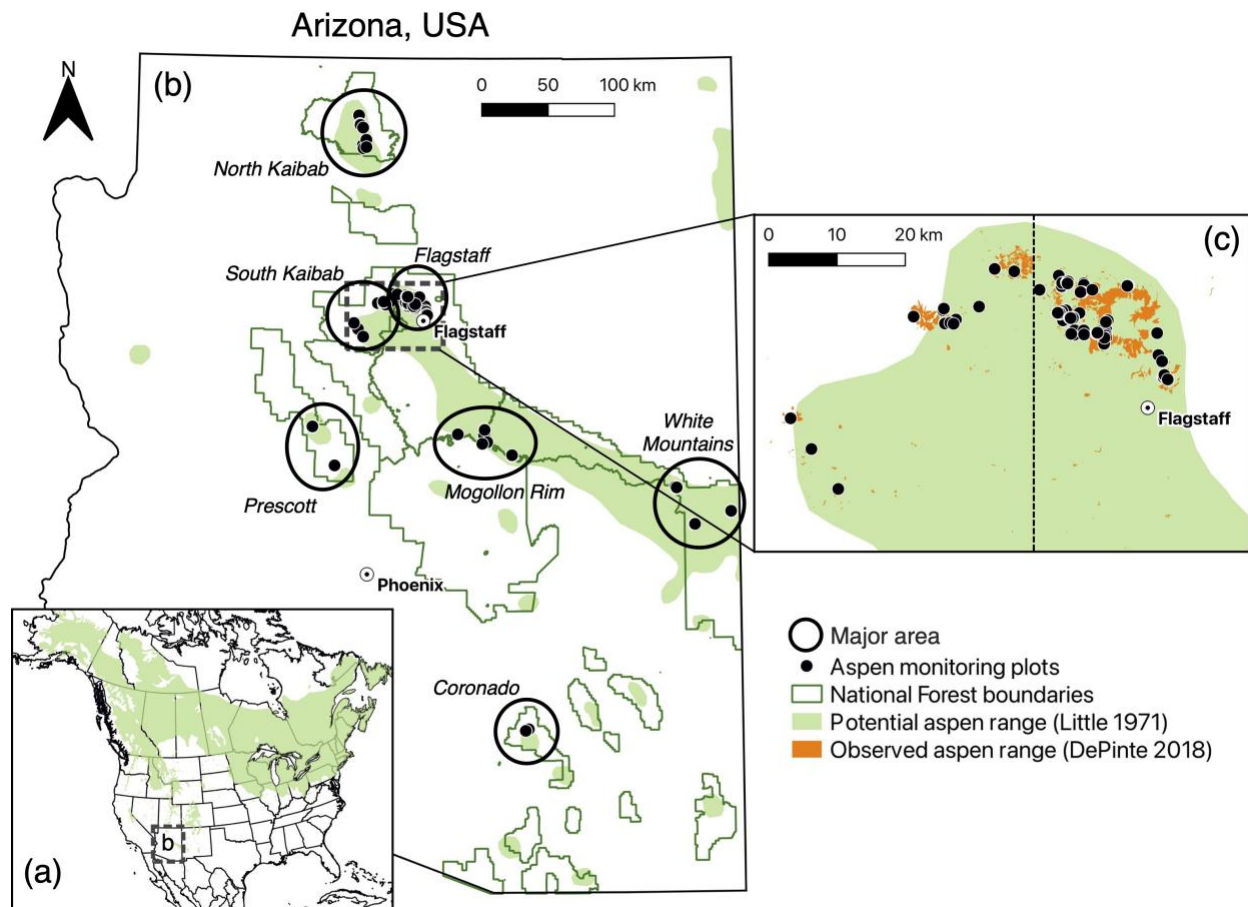 Arizona, USA
N
(b)
0 50 100 km
North Kaibab
Flagstaff
South Kaibab
Flagstaff
(c)
0 10 20 km
Flagstaff
White
Mountains
Prescott
Mogollon Rim
Phoenix
Coronado
b
(a)
Major area
Aspen monitoring plots
National Forest boundaries
Potential aspen range (Little 1971)
Observed aspen range (DePinte 2018)